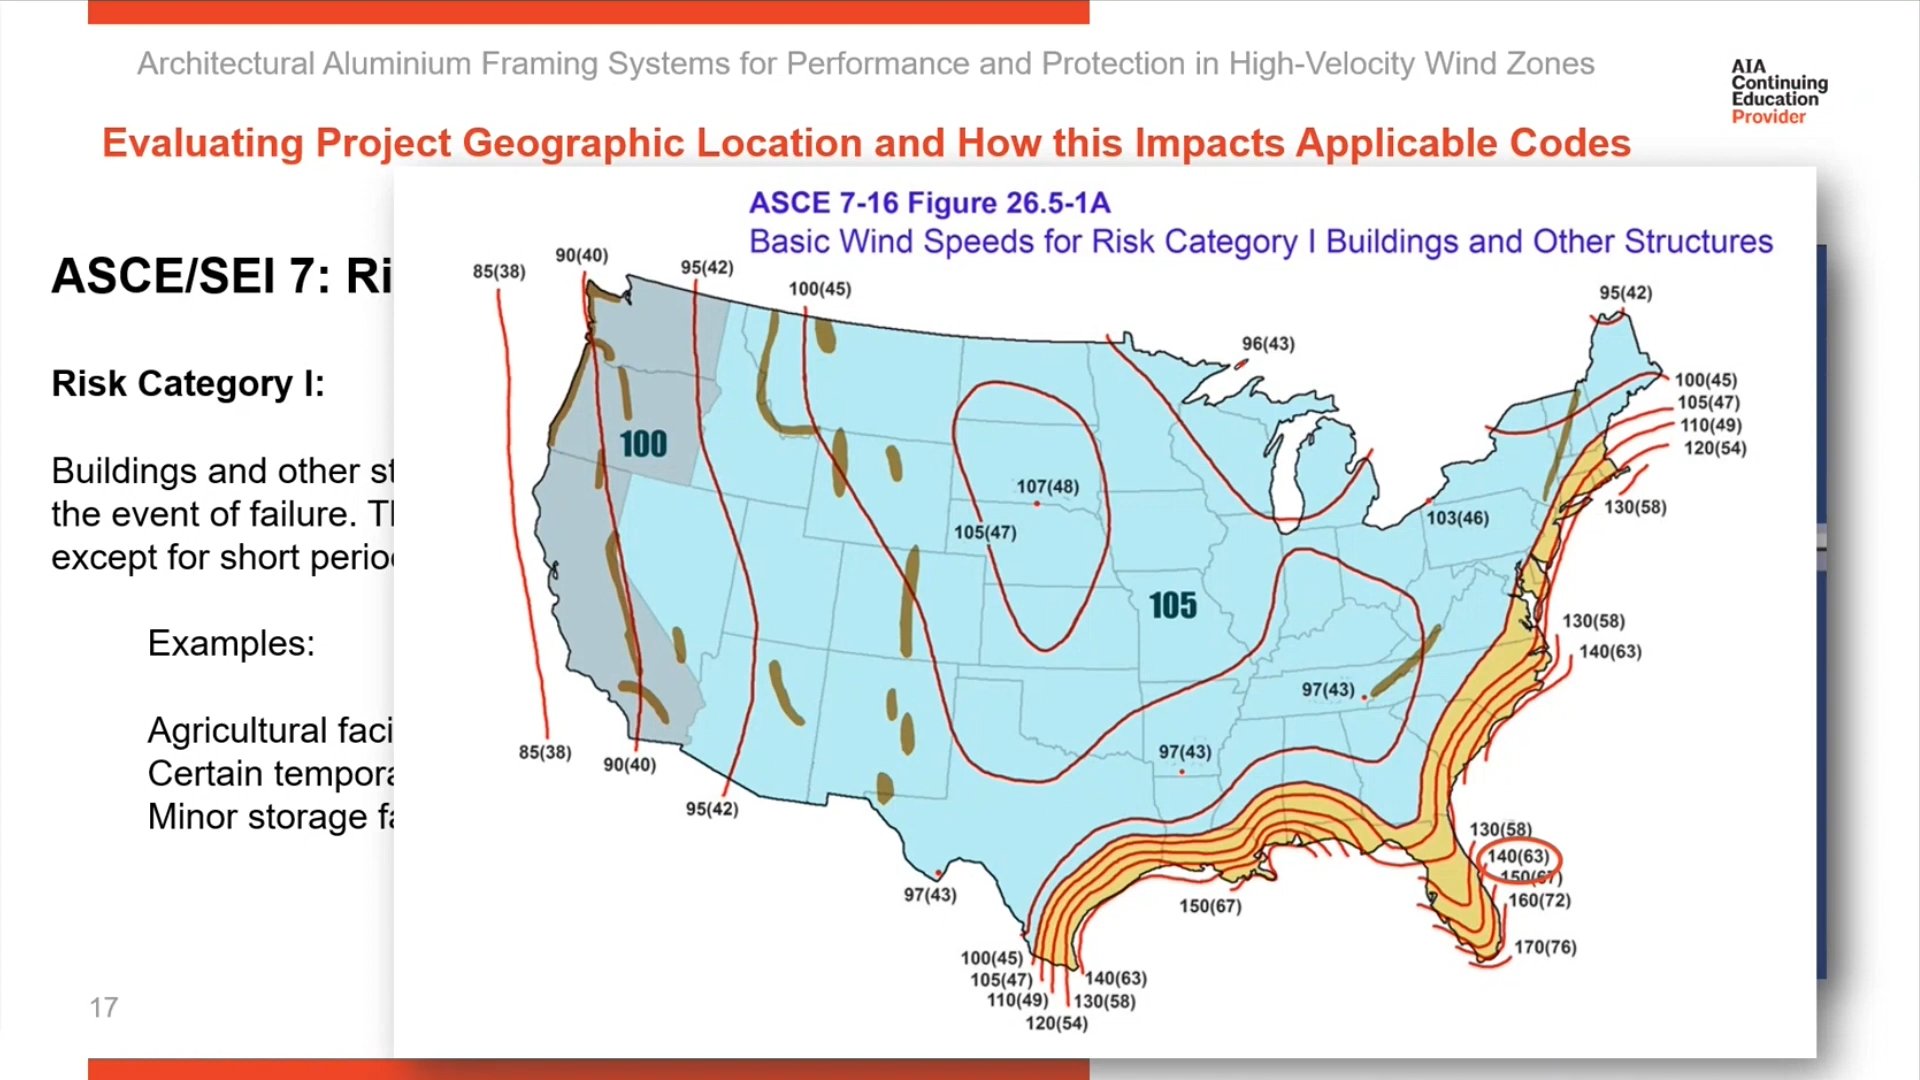 Architectural Aluminium Framing Systems for Performance and Protection in High-Velocity Wind Zones
AIA
Continuing
Education
Provider
Evaluating Project Geographic Location and How this Impacts Applicable Codes
ASCE 7-16 Figure 26.5-1A
Basic Wind Speeds for Risk Category I Buildings and Other Structures
ASCE/SEI 7: Ri
Risk Category I:
Buildings and other st
the event of failure. Th
except for short perio
Examples:
Agricultural faci
Certain tempora
Minor storage fa
85(38)
90(40)
95(42)
100(45)
96(43)
95(42)
100(45)
105(47)
110(49)
120(54)
130(58)
100
107(48)
105(47)
103(46)
105
130(58)
140(63)
97(43)
97(43)
85(38)
90(40)
95(42)
97(43)
150(67)
130(58)
140(63)
150(67)
160(72)
170(76)
100(45)
105(47)
110(49)
120(54)
140(63)
130(58)
17